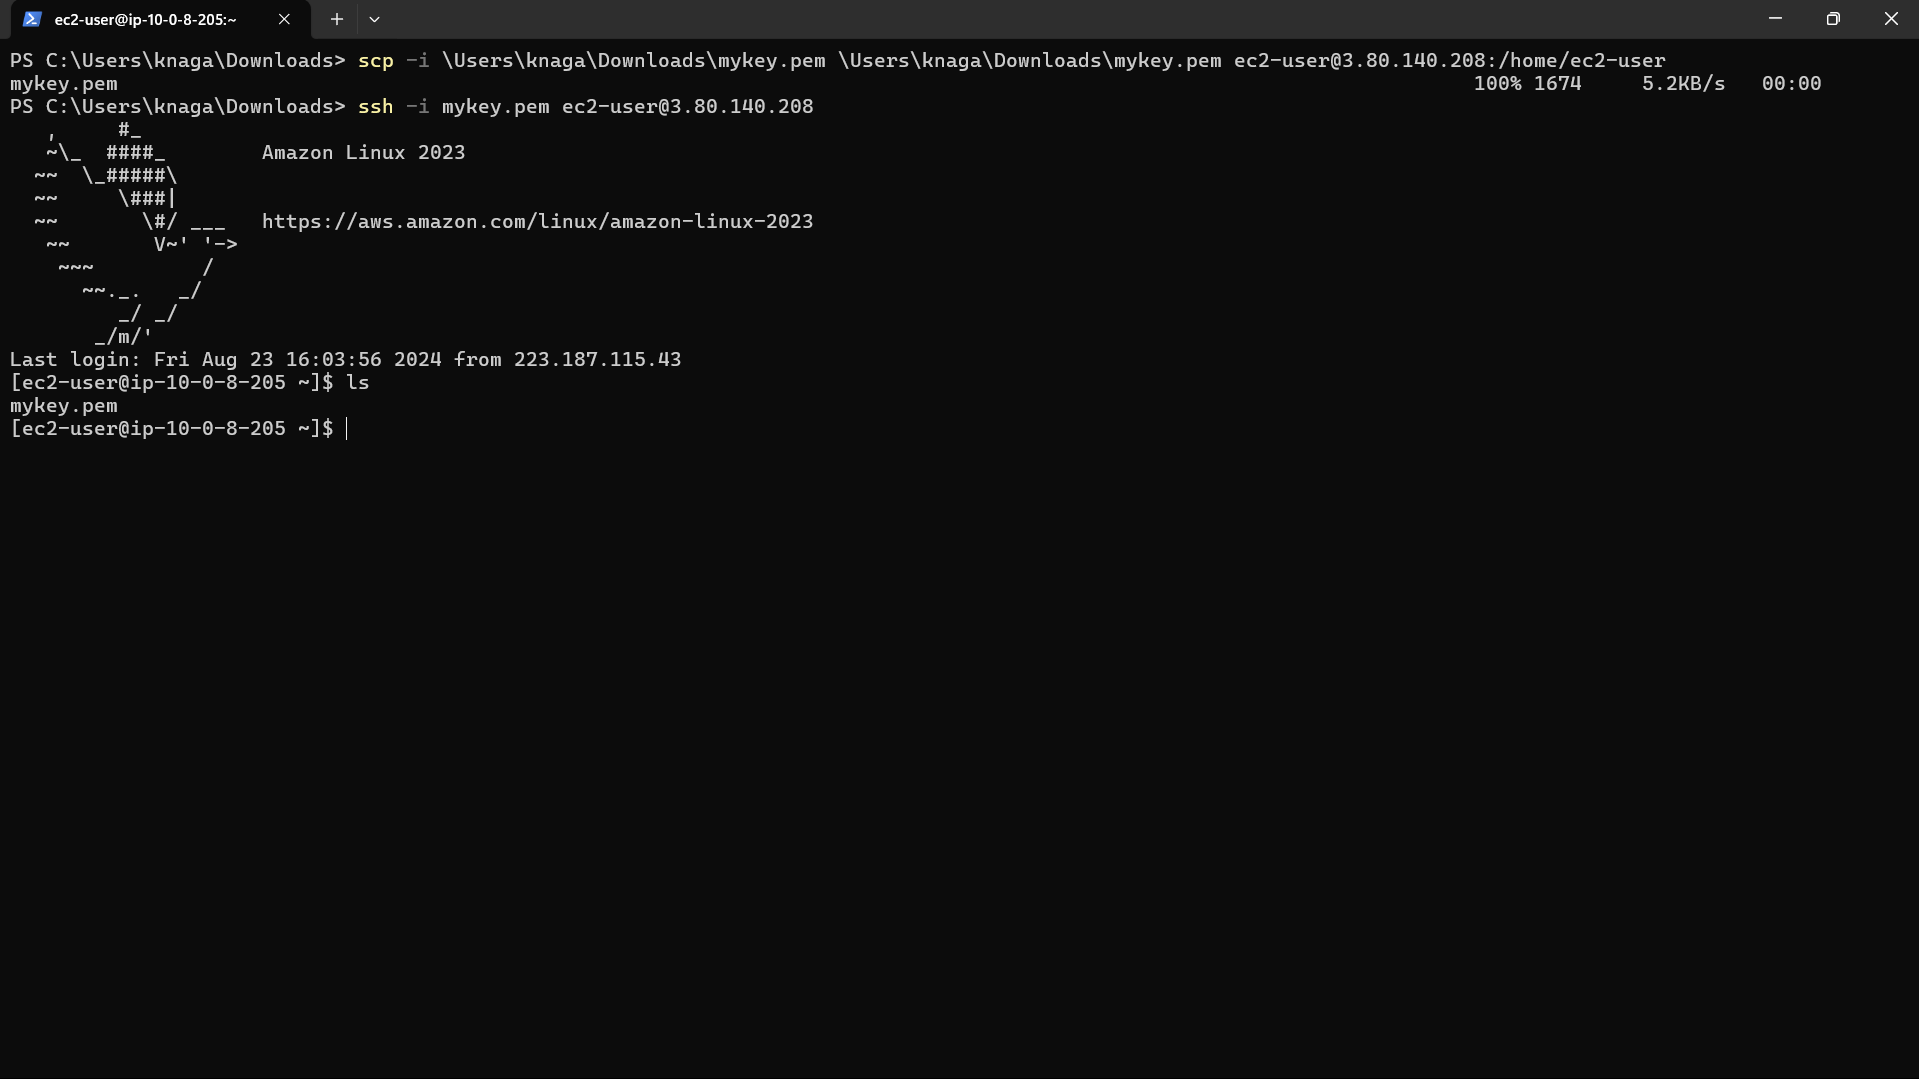 ec2-user@ip-10-0-8-205:~
PS C:\Users\knaga\Downloads> scp -i \Users\knaga\Downloads\mykey.pem \Users\knaga\Downloads\mykey.pem ec2-user@3.80.140.208:/home/ec2-user
mykey.pem                                                                                                                 100% 1674     5.2KB/s   00:00
PS C:\Users\knaga\Downloads> ssh -i mykey.pem ec2-user@3.80.140.208
   ,     #_
   ~\_  ####_        Amazon Linux 2023
  ~~  \_#####\
  ~~     \###|
  ~~       \#/ ___   https://aws.amazon.com/linux/amazon-linux-2023
   ~~       V~' '->
    ~~~         /
      ~~._.   _/
         _/ _/
       _/m/'
Last login: Fri Aug 23 16:03:56 2024 from 223.187.115.43
[ec2-user@ip-10-0-8-205 ~]$ ls
mykey.pem
[ec2-user@ip-10-0-8-205 ~]$